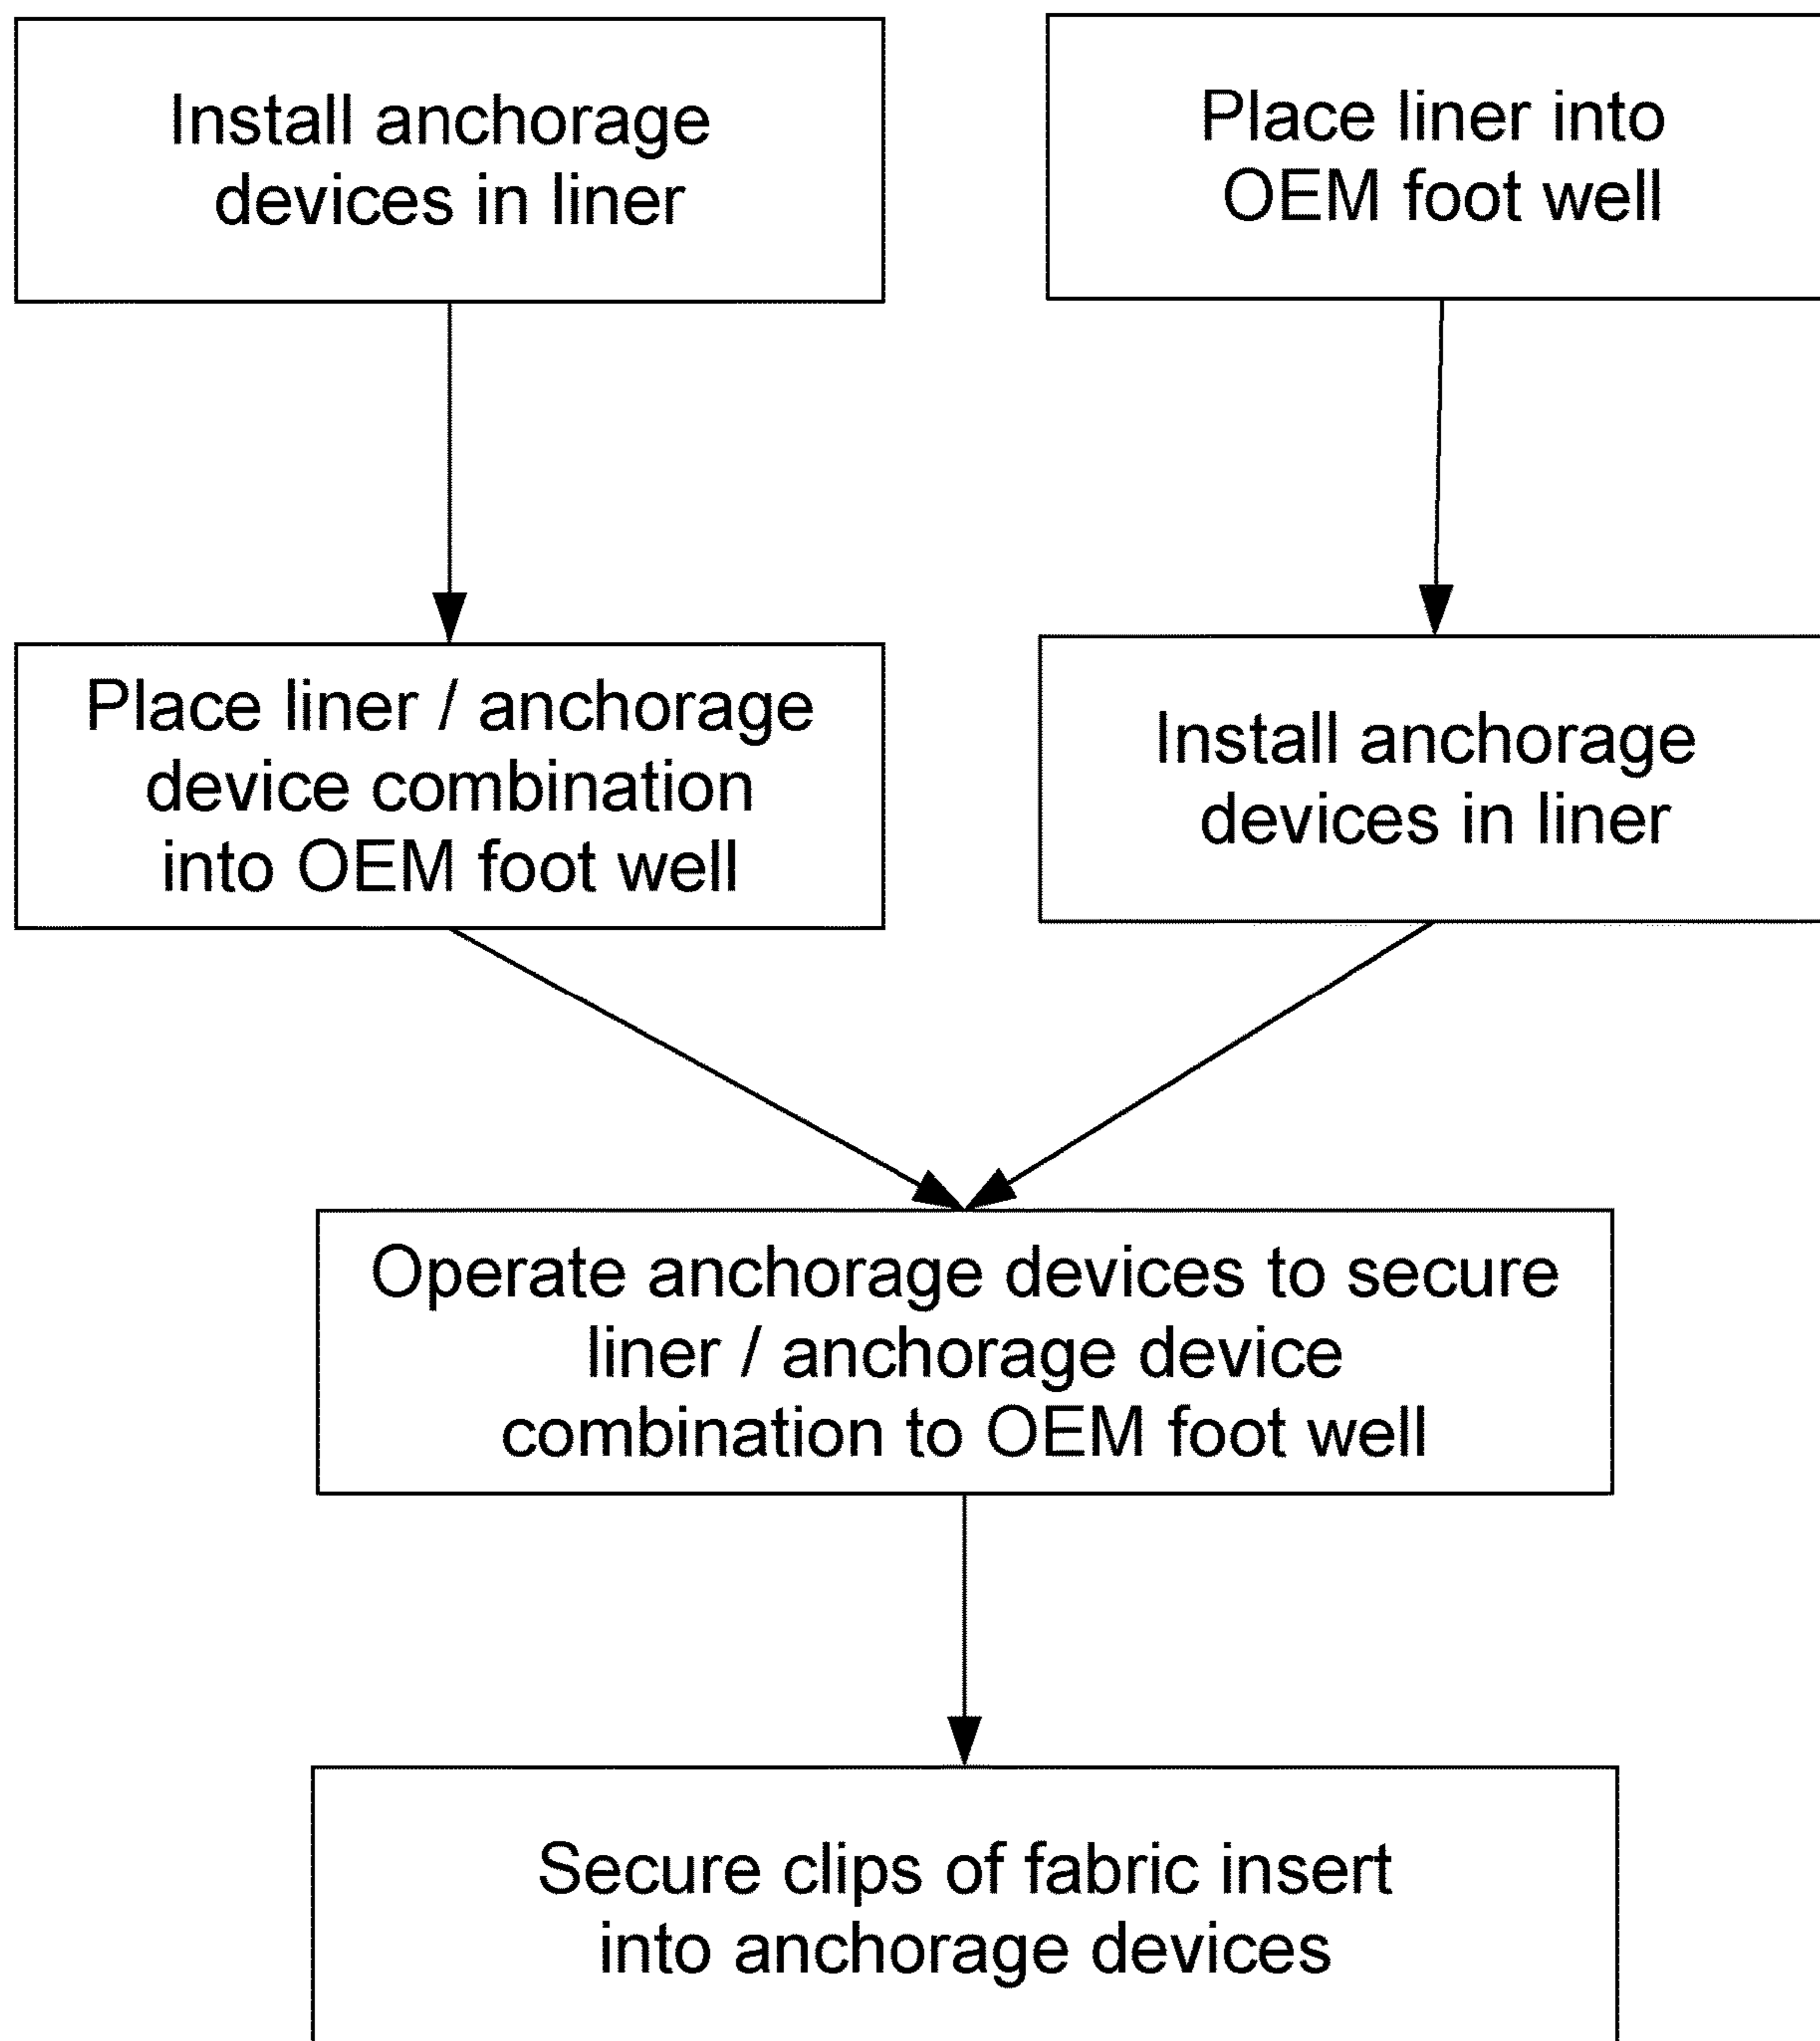 Install anchorage
devices in liner
Place liner into
OEM foot well
Place liner / anchorage
device combination
into OEM foot well
Install anchorage
devices in liner
Operate anchorage devices to secure
liner / anchorage device
combination to OEM foot well
Secure clips of fabric insert
into anchorage devices